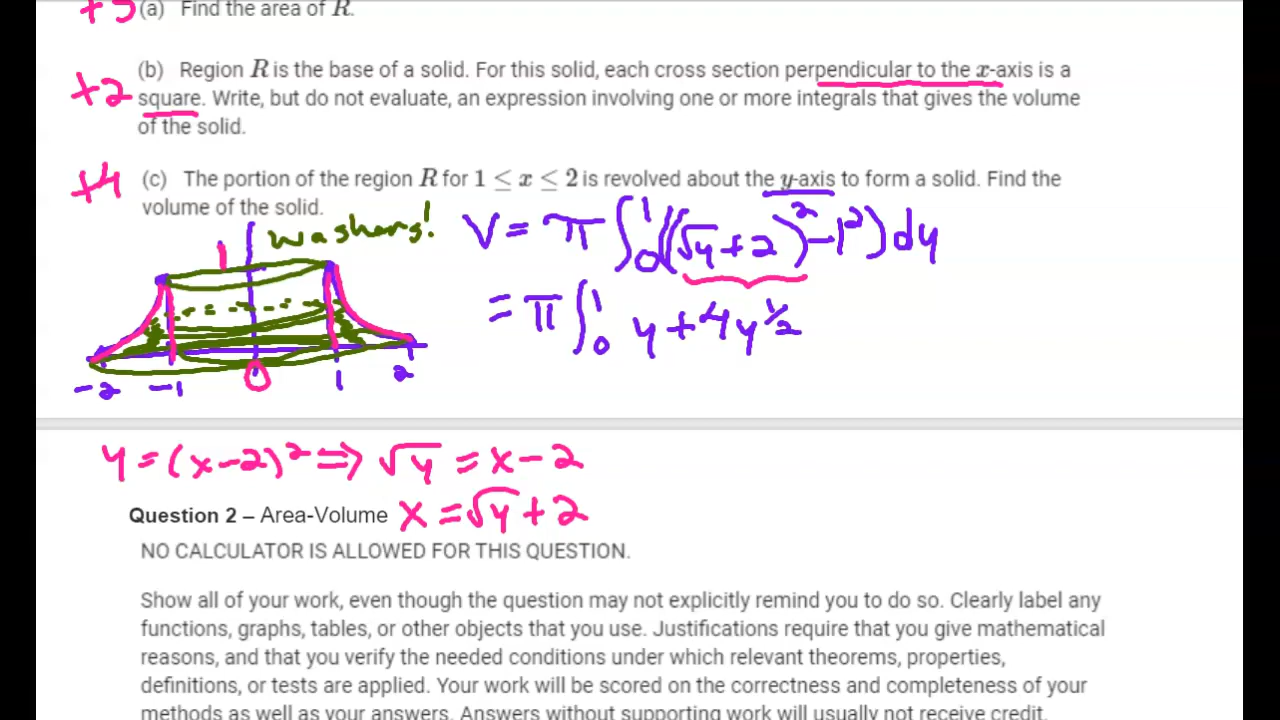 +3 (a) Find the area of R.
(b) Region R is the base of a solid. For this solid, each cross section perpendicular to the x-axis is a
+2 square. Write, but do not evaluate, an expression involving one or more integrals that gives the volume
of the solid.
+4 (c) The portion of the region R for 1 ≤ x ≤ 2 is revolved about the y-axis to form a solid. Find the
volume of the solid.
washers! V = π ∫₀¹ ((√y + 2)² − 1²) dy
1
= π ∫₀¹ y + 4y^½
-2 -1 0 1 2
y = (x − 2)² ⟹ √y = x − 2
Question 2 – Area-Volume x = √y + 2
NO CALCULATOR IS ALLOWED FOR THIS QUESTION.
Show all of your work, even though the question may not explicitly remind you to do so. Clearly label any
functions, graphs, tables, or other objects that you use. Justifications require that you give mathematical
reasons, and that you verify the needed conditions under which relevant theorems, properties,
definitions, or tests are applied. Your work will be scored on the correctness and completeness of your
methods as well as your answers. Answers without supporting work will usually not receive credit.